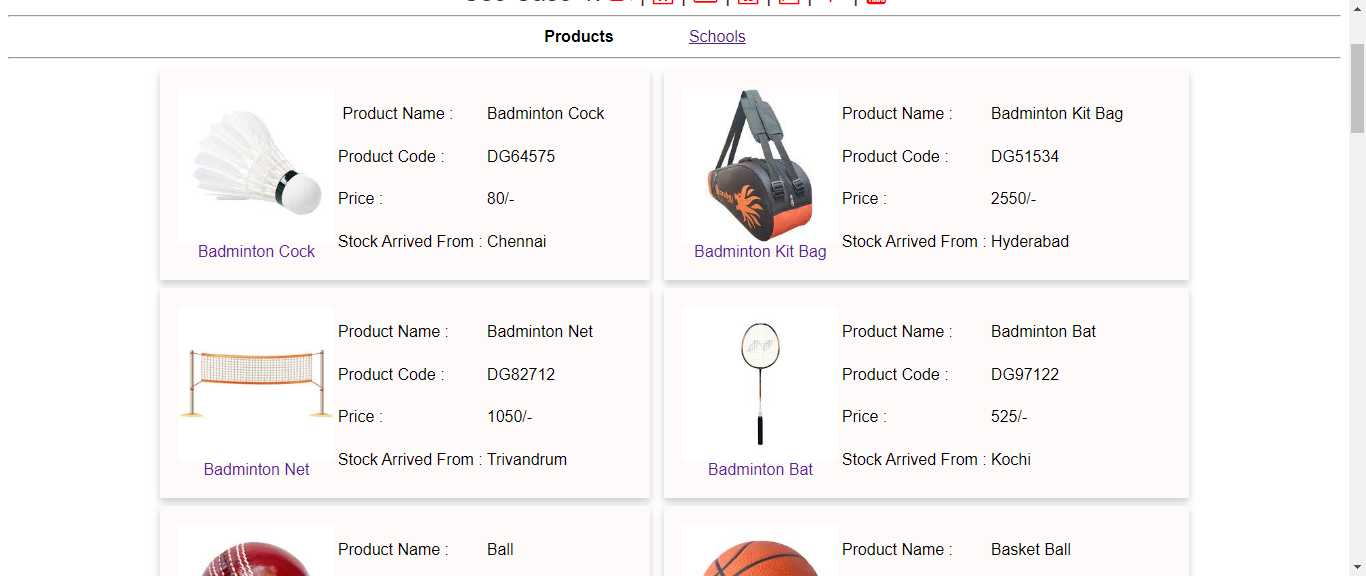 Products Schools
Product Name : Badminton Cock
Product Code : DG64575
Price : 80/-
Stock Arrived From : Chennai
Badminton Cock
Product Name : Badminton Kit Bag
Product Code : DG51534
Price : 2550/-
Stock Arrived From : Hyderabad
Badminton Kit Bag
Product Name : Badminton Net
Product Code : DG82712
Price : 1050/-
Stock Arrived From : Trivandrum
Badminton Net
Product Name : Badminton Bat
Product Code : DG97122
Price : 525/-
Stock Arrived From : Kochi
Badminton Bat
Product Name : Ball
Product Name : Basket Ball